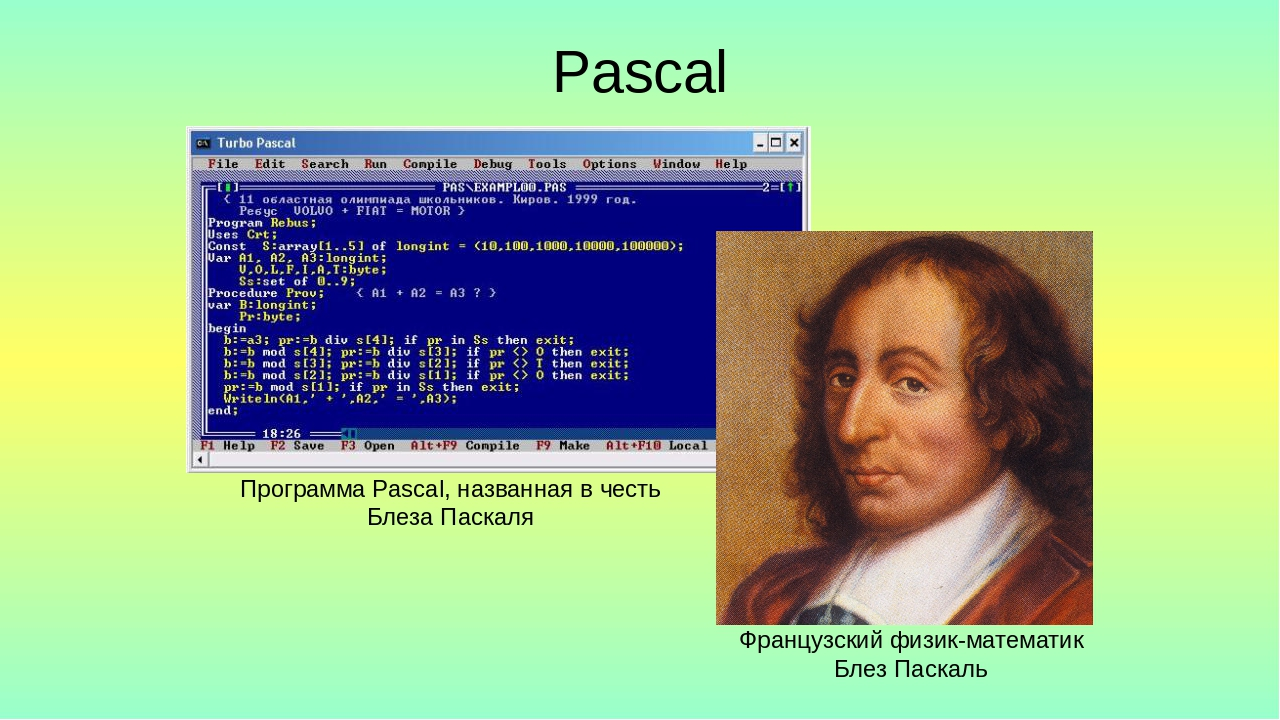 Pascal
Turbo Pascal
File Edit Search Run Compile Debug Tools Options Window Help
PAS\EXAMPL00.PAS 2=[↑]
{ 11 областная олимпиада школьников. Киров. 1999 год.
Ребус VOLVO + FIAT = MOTOR }
Program Rebus;
Uses Crt;
Const S:array[1..5] of longint = (10,100,1000,10000,100000);
Var A1, A2, A3:longint;
V,O,L,F,I,A,T:byte;
Ss:set of 0..9;
Procedure Prov; { A1 + A2 = A3 ? }
var B:longint;
Pr:byte;
begin
b:=a3; pr:=b div s[4]; if pr in Ss then exit;
b:=b mod s[4]; pr:=b div s[3]; if pr <> O then exit;
b:=b mod s[3]; pr:=b div s[2]; if pr <> T then exit;
b:=b mod s[2]; pr:=b div s[1]; if pr <> O then exit;
pr:=b mod s[1]; if pr in Ss then exit;
Writeln(A1,' + ',A2,' = ',A3);
end;
18:26
F1 Help F2 Save F3 Open Alt+F9 Compile F9 Make Alt+F10 Local
Программа Pascal, названная в честь
Блеза Паскаля
Французский физик-математик
Блез Паскаль